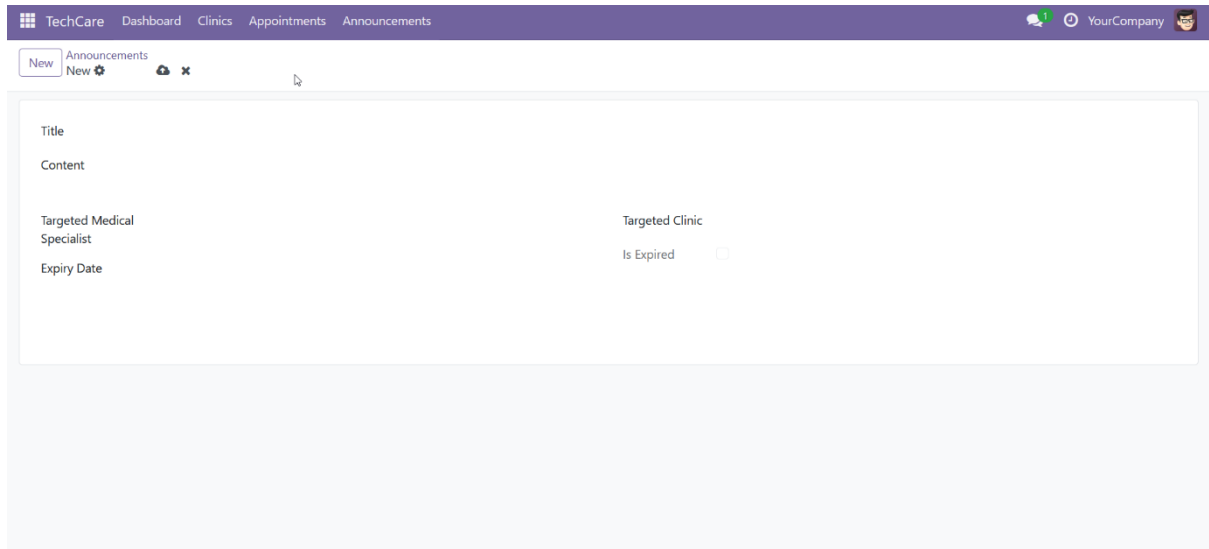 TechCare Dashboard Clinics Appointments Announcements 1 YourCompany
New Announcements
New
Title
Content
Targeted Medical Specialist
Targeted Clinic
Is Expired
Expiry Date